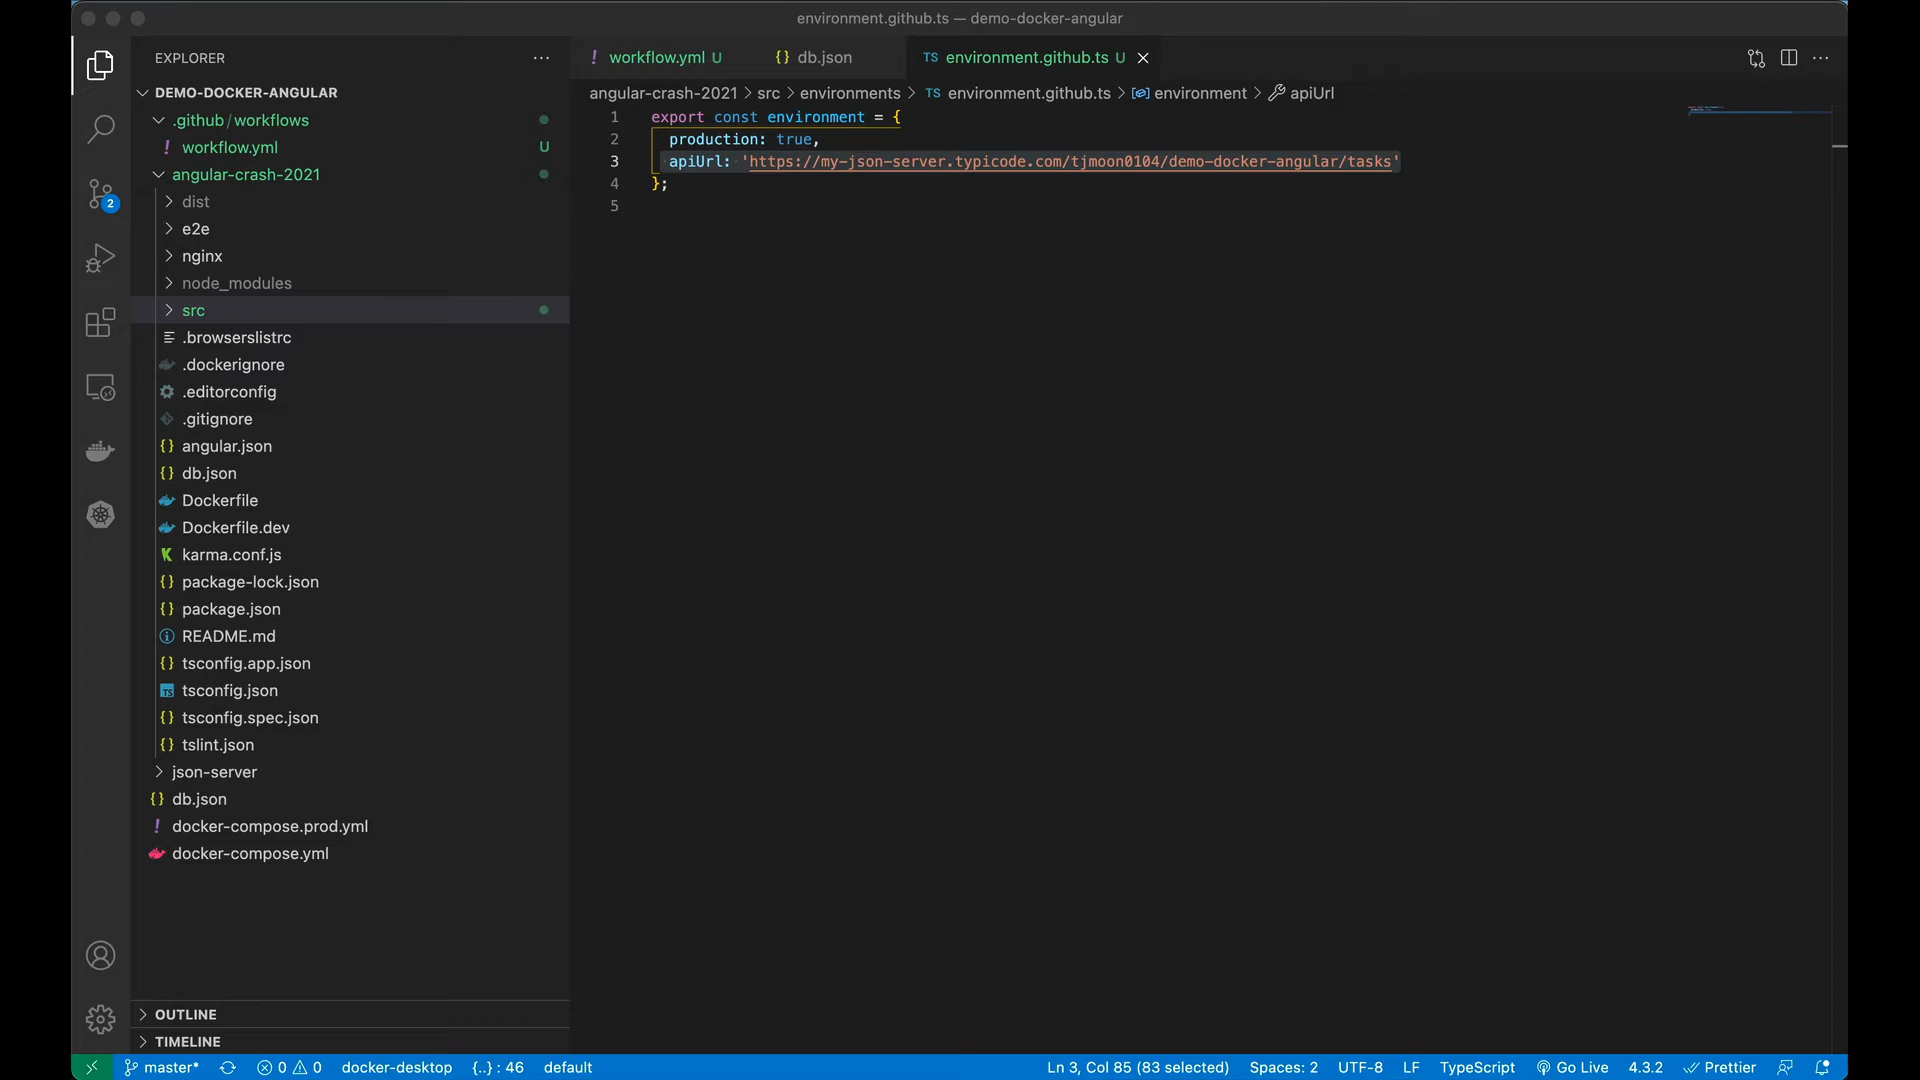 environment.github.ts — demo-docker-angular
EXPLORER
DEMO-DOCKER-ANGULAR
.github/workflows
! workflow.yml U
angular-crash-2021
dist
e2e
nginx
node_modules
src
.browserslistrc
.dockerignore
.editorconfig
.gitignore
{} angular.json
{} db.json
Dockerfile
Dockerfile.dev
K karma.conf.js
{} package-lock.json
{} package.json
README.md
{} tsconfig.app.json
TS tsconfig.json
{} tsconfig.spec.json
{} tslint.json
json-server
{} db.json
! docker-compose.prod.yml
docker-compose.yml
OUTLINE
TIMELINE
2
! workflow.yml U {} db.json TS environment.github.ts U
angular-crash-2021 > src > environments > TS environment.github.ts > environment > apiUrl
1 export const environment = {
2 production: true,
3 apiUrl: 'https://my-json-server.typicode.com/tjmoon0104/demo-docker-angular/tasks'
4 };
5
master* 0 0 docker-desktop {..} : 46 default Ln 3, Col 85 (83 selected) Spaces: 2 UTF-8 LF TypeScript Go Live 4.3.2 Prettier